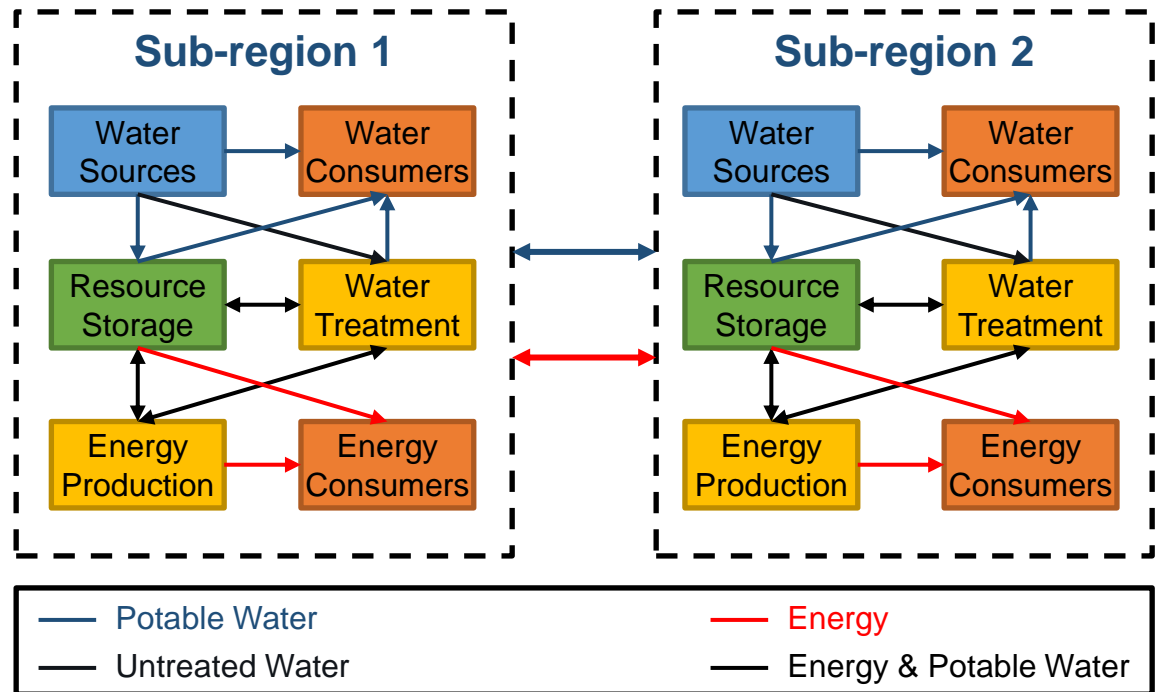 Sub-region 1
Water
Sources
Water
Consumers
Resource
Storage
Water
Treatment
Energy
Production
Energy
Consumers
Sub-region 2
Water
Sources
Water
Consumers
Resource
Storage
Water
Treatment
Energy
Production
Energy
Consumers
Potable Water
Energy
Untreated Water
Energy & Potable Water